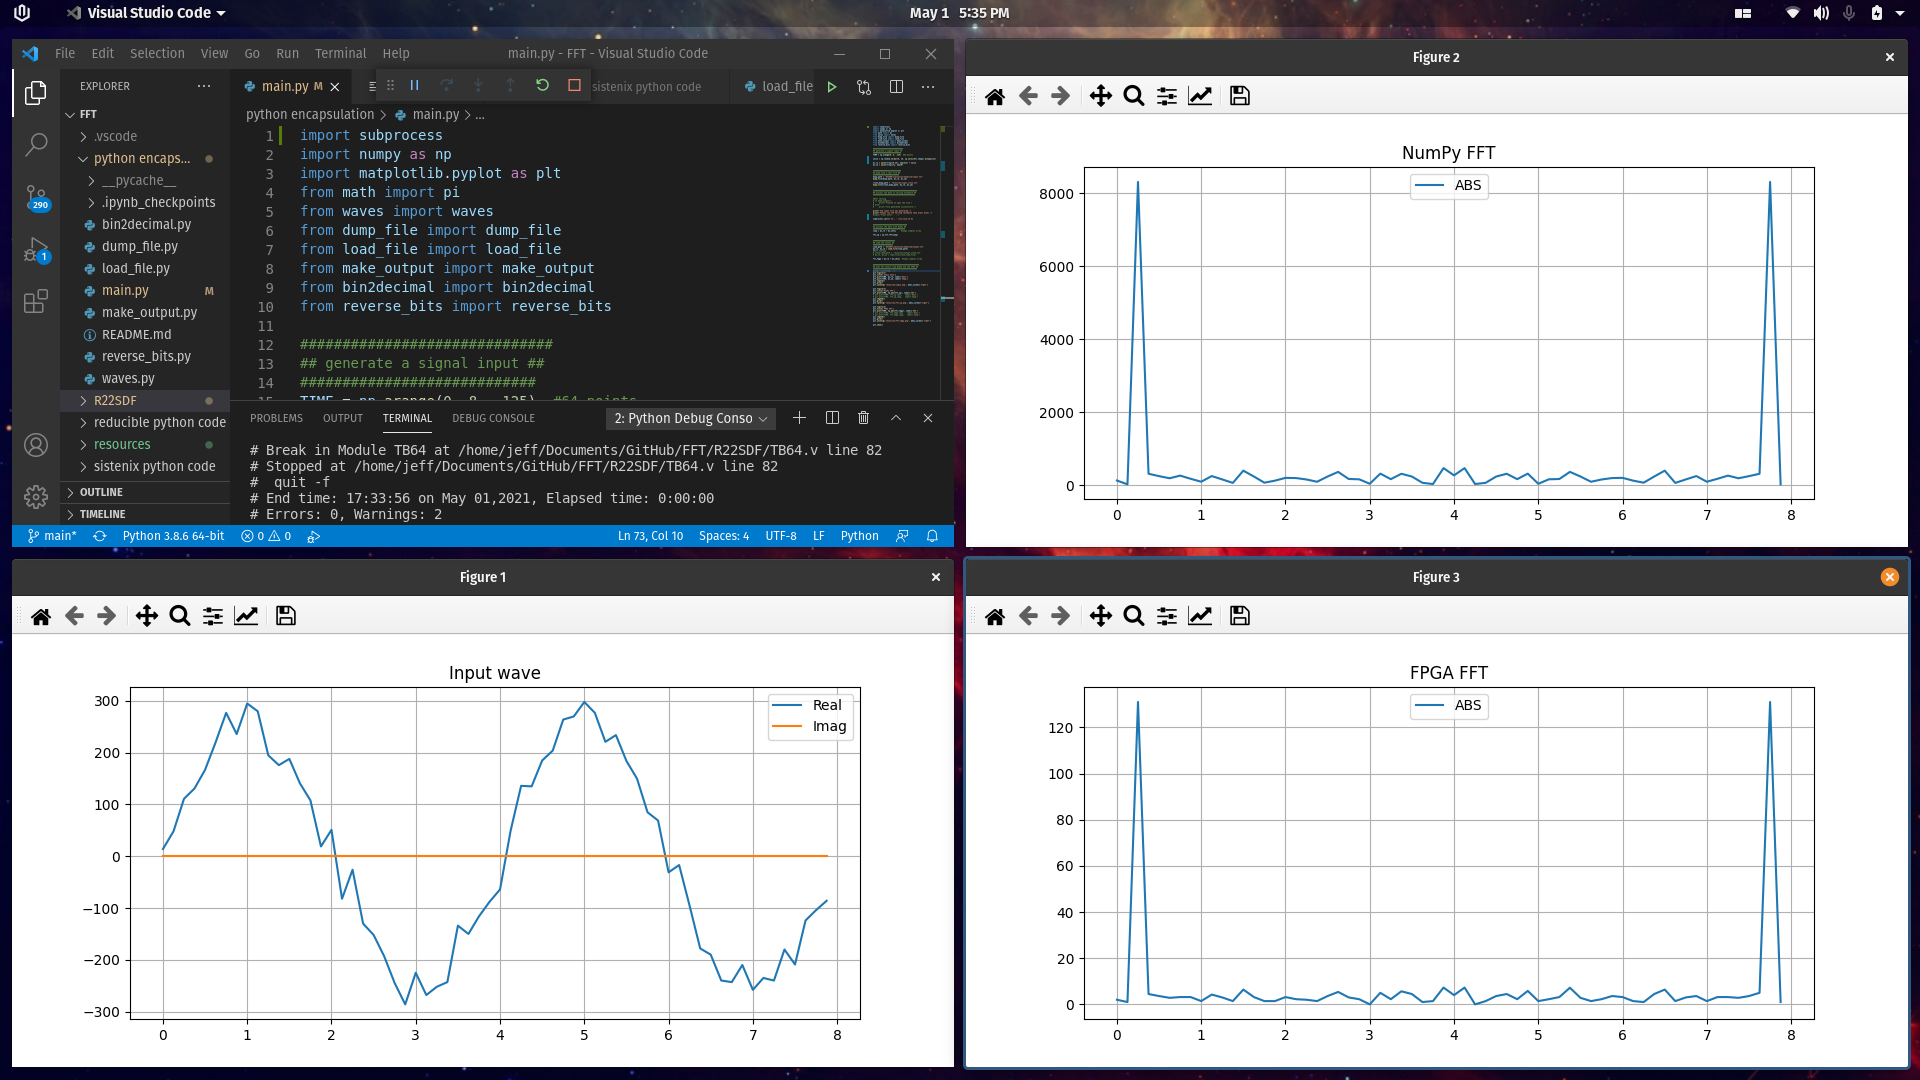 Visual Studio Code
May 1 5:35 PM
File Edit Selection View Go Run Terminal Help
main.py - FFT - Visual Studio Code
EXPLORER
FFT
.vscode
python encaps...
__pycache__
.ipynb_checkpoints
bin2decimal.py
dump_file.py
load_file.py
main.py M
make_output.py
README.md
reverse_bits.py
waves.py
R22SDF
reducible python code
resources
sistenix python code
OUTLINE
TIMELINE
290
1
main.py M
sistenix python code
load_file
python encapsulation > main.py > ...
1 import subprocess
2 import numpy as np
3 import matplotlib.pyplot as plt
4 from math import pi
5 from waves import waves
6 from dump_file import dump_file
7 from load_file import load_file
8 from make_output import make_output
9 from bin2decimal import bin2decimal
10 from reverse_bits import reverse_bits
11
12 ##############################
13 ## generate a signal input ##
14 ############################
PROBLEMS OUTPUT TERMINAL DEBUG CONSOLE
2: Python Debug Conso
# Break in Module TB64 at /home/jeff/Documents/GitHub/FFT/R22SDF/TB64.v line 82
# Stopped at /home/jeff/Documents/GitHub/FFT/R22SDF/TB64.v line 82
#  quit -f
# End time: 17:33:56 on May 01,2021, Elapsed time: 0:00:00
# Errors: 0, Warnings: 2
main* Python 3.8.6 64-bit 0 0 Ln 73, Col 10 Spaces: 4 UTF-8 LF Python
Figure 2
NumPy FFT
ABS
8000
6000
4000
2000
0
0 1 2 3 4 5 6 7 8
Figure 1
Input wave
Real
Imag
300
200
100
0
−100
−200
−300
0 1 2 3 4 5 6 7 8
Figure 3
FPGA FFT
ABS
120
100
80
60
40
20
0
0 1 2 3 4 5 6 7 8